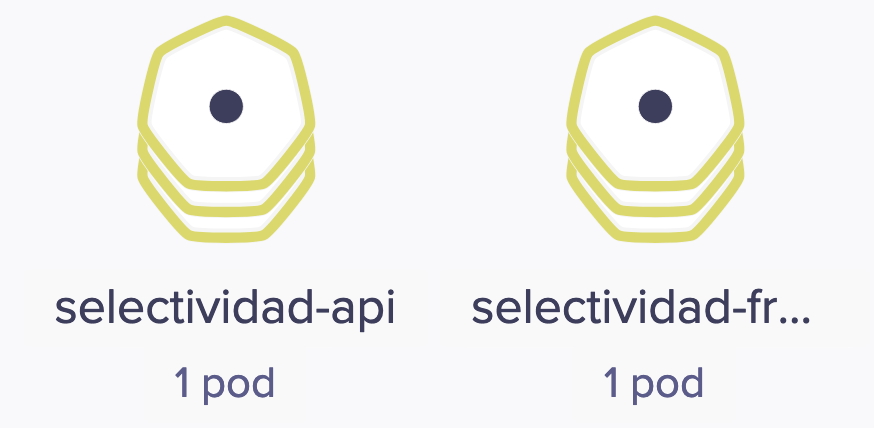 selectividad-api
selectividad-fr...
1 pod
1 pod